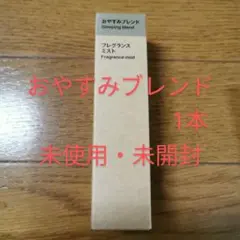 おやすみブレンド
Sleeping blend
フレグランス
ミスト
Fragrance mist
おやすみブレンド
1本
未使用・未開封